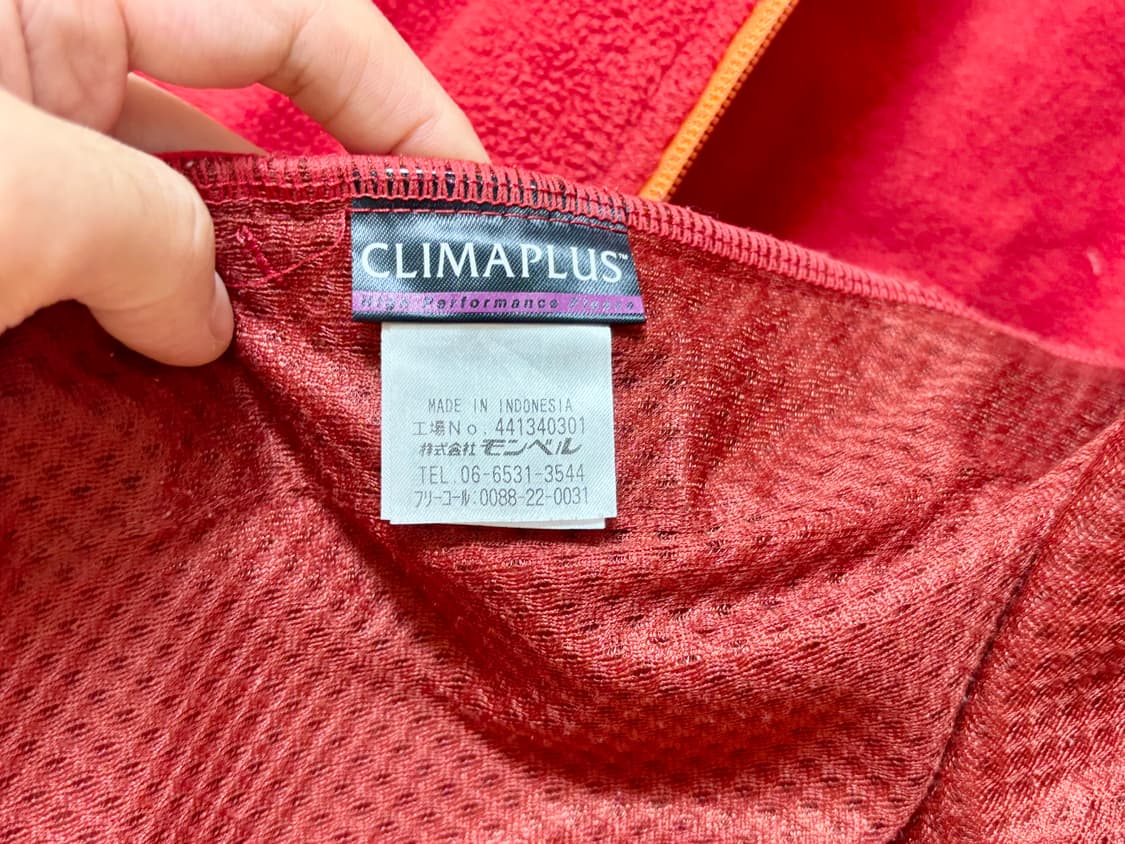 CLIMAPLUS™
High Performance Fleece
MADE IN INDONESIA
工場No. 441340301
株式会社 モンベル
TEL.06-6531-3544
フリーコール:0088-22-0031